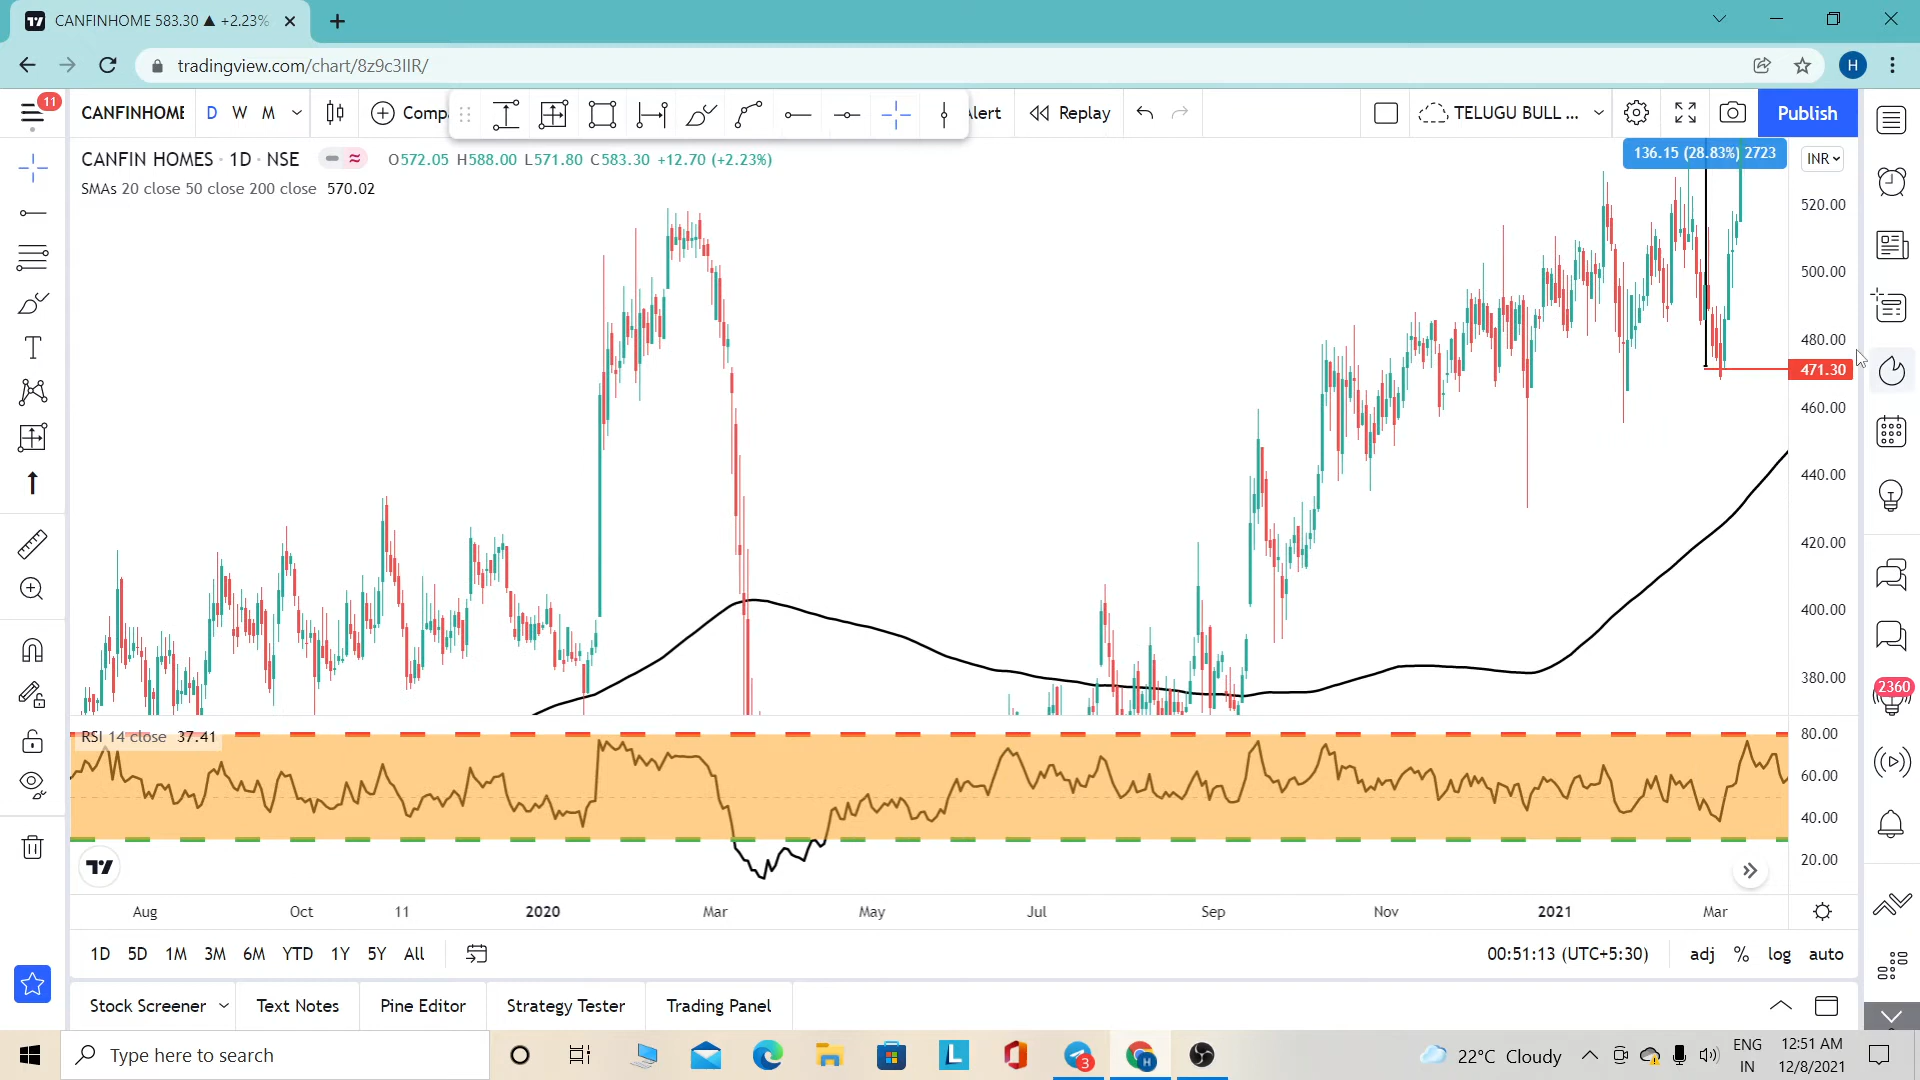 CANFINHOME 583.30 ▲ +2.23%
tradingview.com/chart/8z9c3IIR/
H
11
CANFINHOME D W M Comp Alert Replay TELUGU BULL ... Publish
CANFIN HOMES · 1D · NSE O572.05 H588.00 L571.80 C583.30 +12.70 (+2.23%)
SMAs 20 close 50 close 200 close 570.02
136.15 (28.83%) 2723
INR
520.00
500.00
480.00
471.30
460.00
440.00
420.00
400.00
380.00
2360
RSI 14 close 37.41
80.00
60.00
40.00
20.00
Aug Oct 11 2020 Mar May Jul Sep Nov 2021 Mar
1D 5D 1M 3M 6M YTD 1Y 5Y All 00:51:13 (UTC+5:30) adj % log auto
Stock Screener Text Notes Pine Editor Strategy Tester Trading Panel
Type here to search
L
3
H
22°C Cloudy
ENG
IN
12:51 AM
12/8/2021